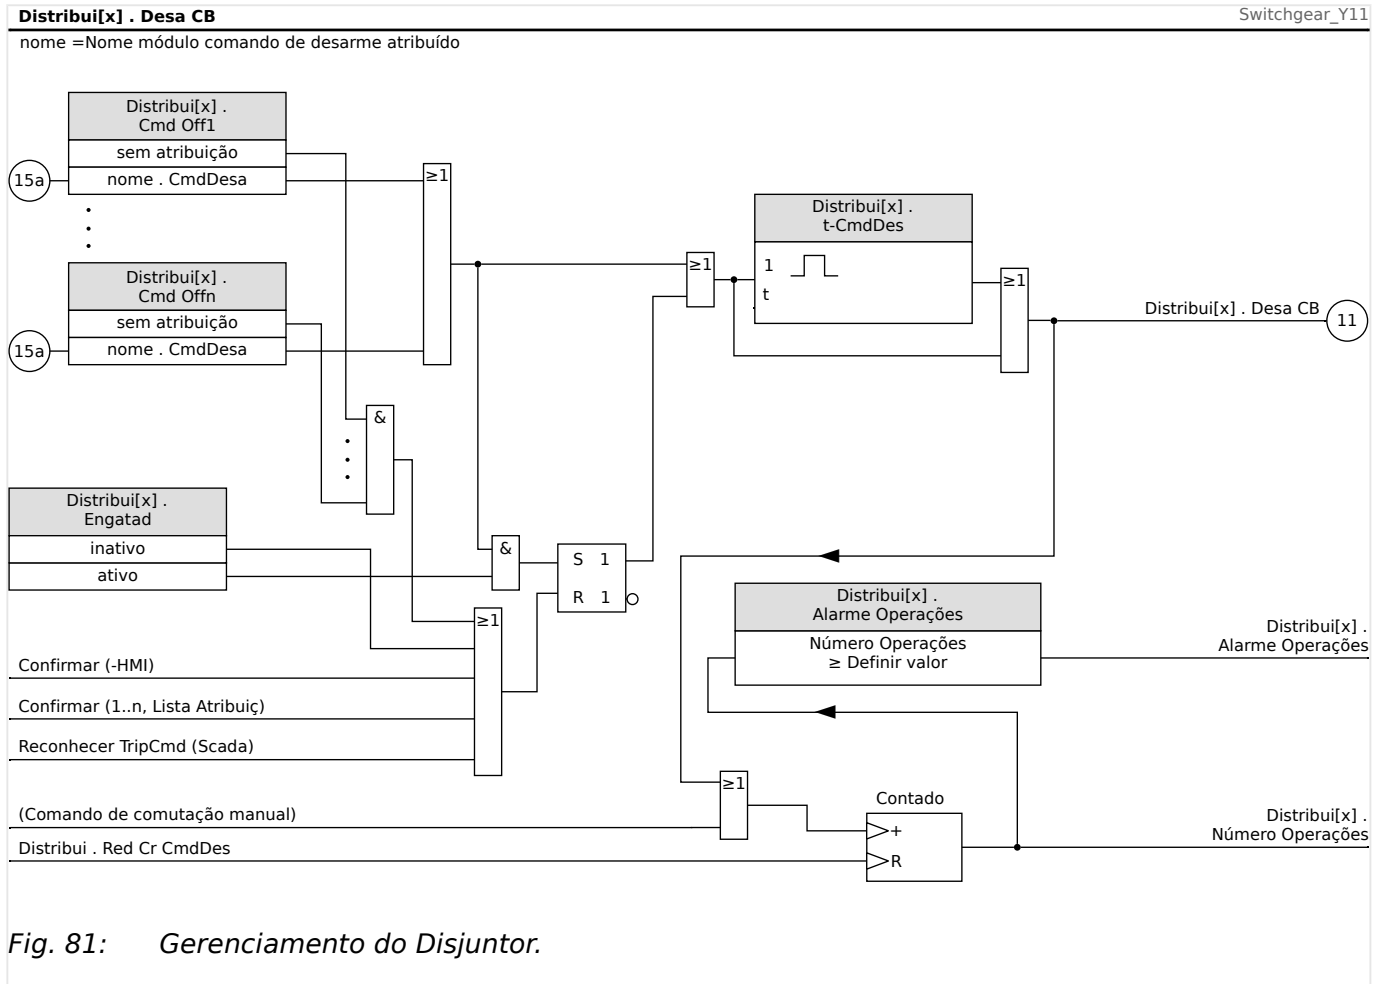 Distribui[x] . Desa CB
Switchgear_Y11
nome =Nome módulo comando de desarme atribuído
Distribui[x] .
Cmd Off1
sem atribuição
15a
nome . CmdDesa
≥1
Distribui[x] .
t-CmdDes
1
t
≥1
≥1
Distribui[x] .
Cmd Offn
sem atribuição
15a
nome . CmdDesa
Distribui[x] . Desa CB
11
&
Distribui[x] .
Engatad
inativo
ativo
&
S 1
R 1
≥1
Distribui[x] .
Alarme Operações
Número Operações
≥ Definir valor
Distribui[x] .
Alarme Operações
Confirmar (-HMI)
Confirmar (1..n, Lista Atribuiç)
Reconhecer TripCmd (Scada)
≥1
(Comando de comutação manual)
Distribui . Red Cr CmdDes
Contado
+
R
Distribui[x] .
Número Operações
Fig. 81: Gerenciamento do Disjuntor.